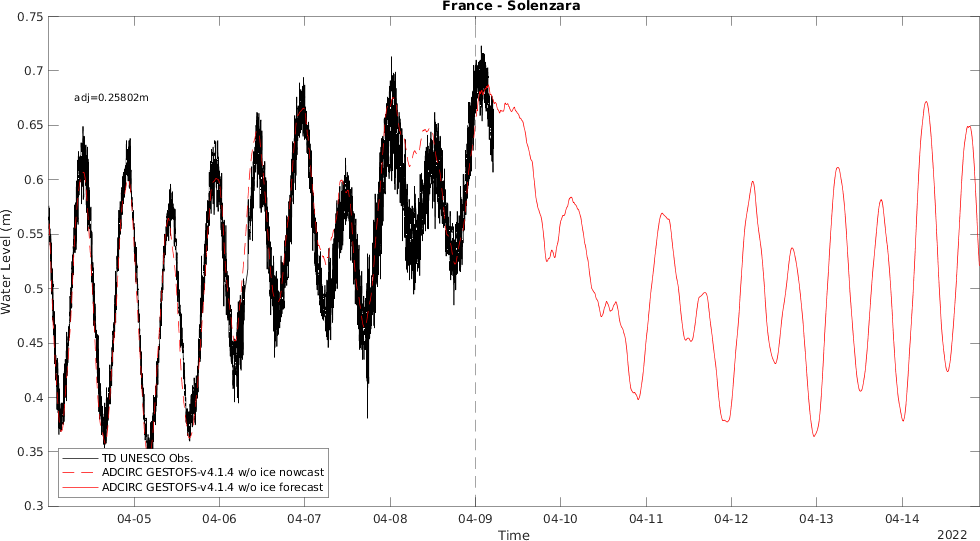 France - Solenzara
0.75
0.7
0.65
0.6
0.55
0.5
0.45
0.4
0.35
0.3
Water Level (m)
adj=0.25802m
TD UNESCO Obs.
ADCIRC GESTOFS-v4.1.4 w/o ice nowcast
ADCIRC GESTOFS-v4.1.4 w/o ice forecast
04-05 04-06 04-07 04-08 04-09 04-10 04-11 04-12 04-13 04-14
Time
2022